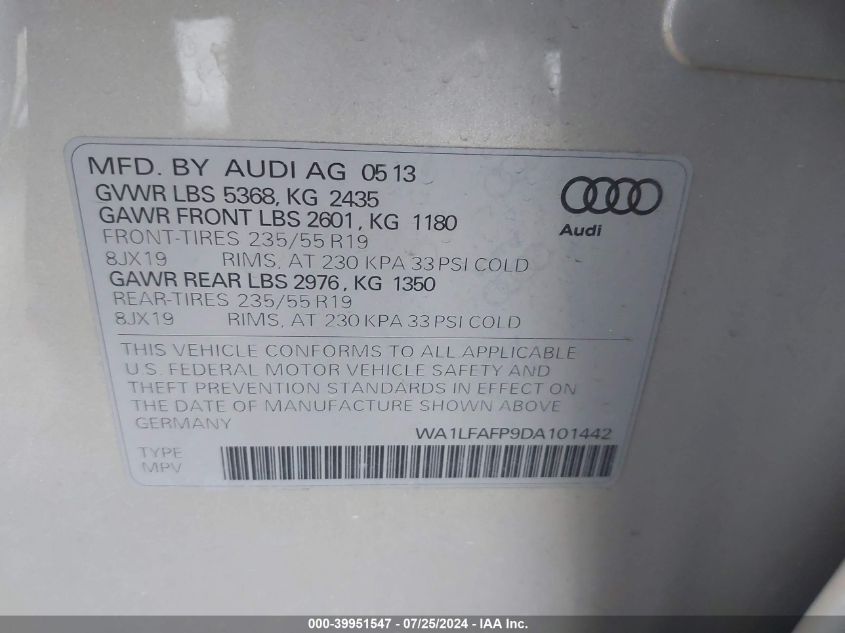 MFD. BY AUDI AG 05 13
GVWR LBS 5368, KG 2435
GAWR FRONT LBS 2601, KG 1180
FRONT-TIRES 235/55 R19
8JX19 RIMS, AT 230 KPA 33 PSI COLD
GAWR REAR LBS 2976, KG 1350
REAR-TIRES 235/55 R19
8JX19 RIMS, AT 230 KPA 33 PSI COLD
Audi
THIS VEHICLE CONFORMS TO ALL APPLICABLE
U.S. FEDERAL MOTOR VEHICLE SAFETY AND
THEFT PREVENTION STANDARDS IN EFFECT ON
THE DATE OF MANUFACTURE SHOWN ABOVE
GERMANY
WA1LFAFP9DA101442
TYPE
MPV
000-39951547 - 07/25/2024 - IAA Inc.